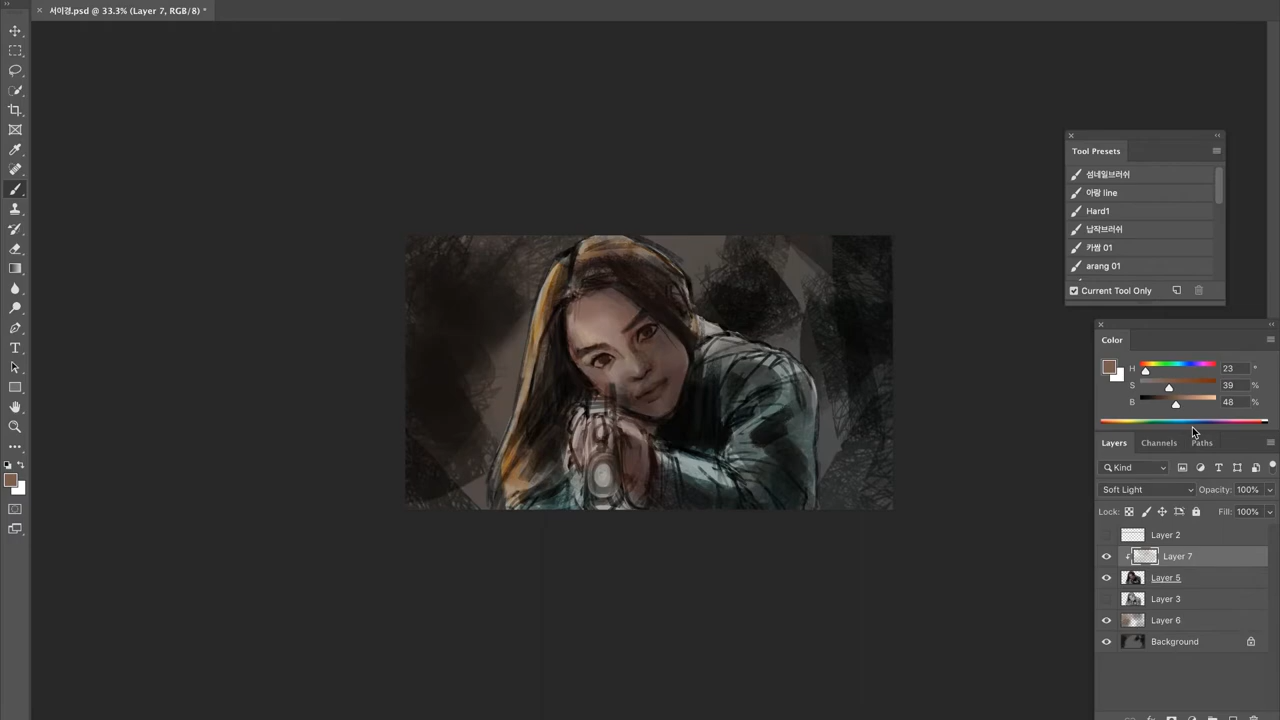 서이경.psd @ 33.3% (Layer 7, RGB/8) *
Tool Presets
섬네일브러쉬
아랑 line
Hard1
납작브러쉬
카쌈 01
arang 01
Current Tool Only
Color
H 23 °
S 39 %
B 48 %
Layers Channels Paths
Kind
Soft Light Opacity: 100%
Lock: Fill: 100%
Layer 2
Layer 7
Layer 5
Layer 3
Layer 6
Background